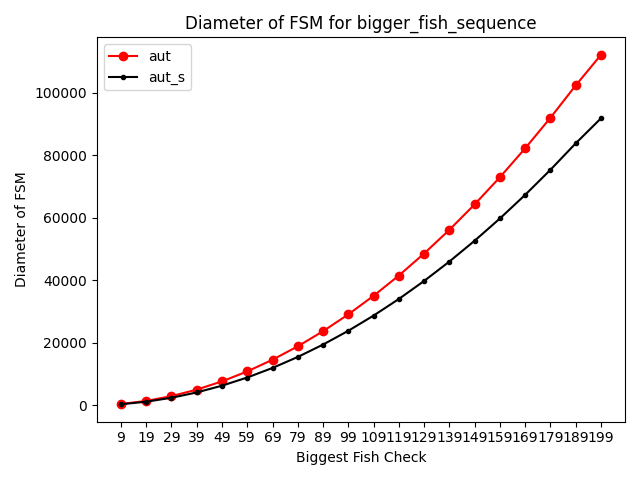 Diameter of FSM for bigger_fish_sequence
aut
aut_s
100000
80000
60000
40000
20000
0
Diameter of FSM
9 19 29 39 49 59 69 79 89 99 109 119 129 139 149 159 169 179 189 199
Biggest Fish Check